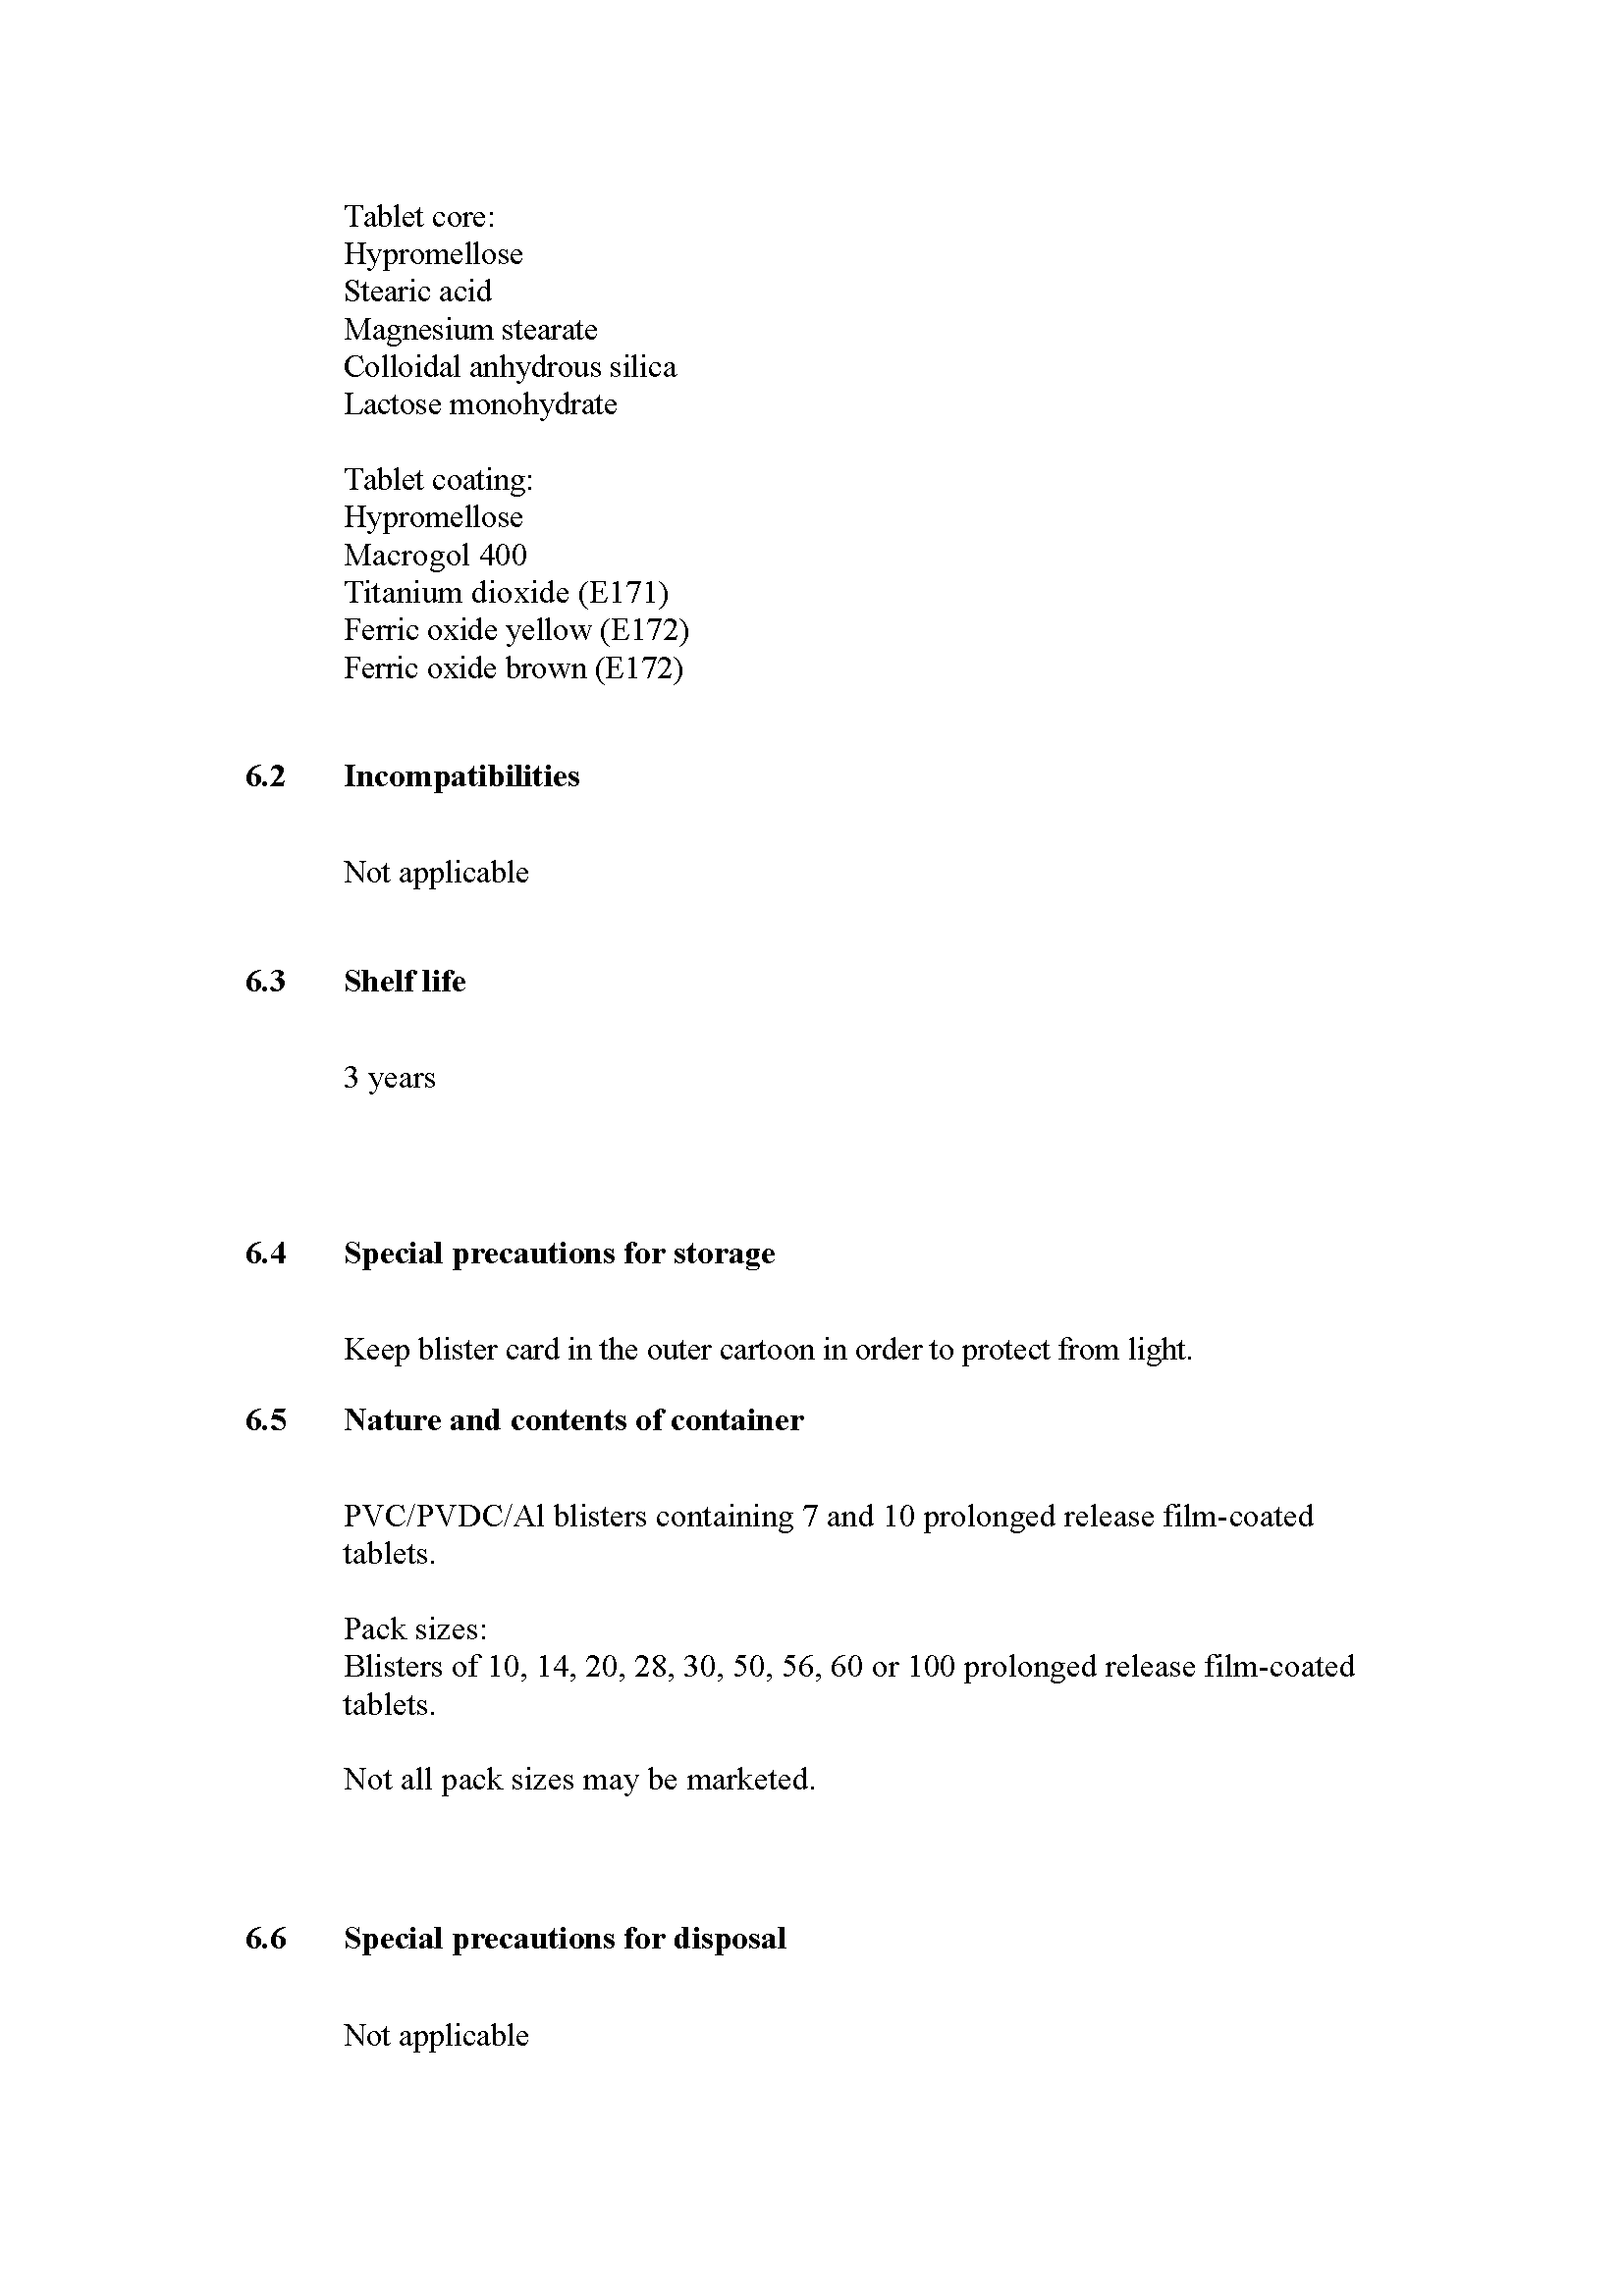 Tablet core:
Hypromellose
Stearic acid
Magnesium stearate
Colloidal anhydrous silica
Lactose monohydrate
Tablet coating:
Hypromellose
Macrogol 400
Titanium dioxide (E171)
Ferric oxide yellow (E172)
Ferric oxide brown (E172)
6.2 Incompatibilities
Not applicable
6.3 Shelf life
3 years
6.4 Special precautions for storage
Keep blister card in the outer cartoon in order to protect from light.
6.5 Nature and contents of container
PVC/PVDC/Al blisters containing 7 and 10 prolonged release film-coated
tablets.
Pack sizes:
Blisters of 10, 14, 20, 28, 30, 50, 56, 60 or 100 prolonged release film-coated
tablets.
Not all pack sizes may be marketed.
6.6 Special precautions for disposal
Not applicable